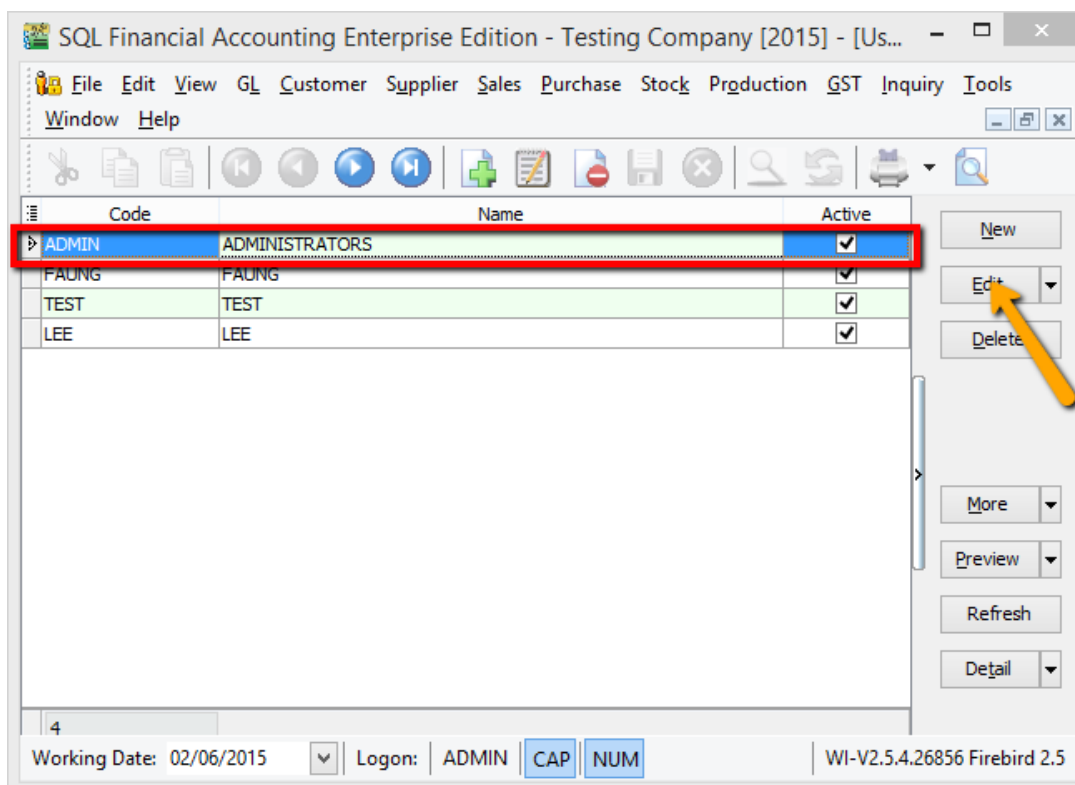 SQL Financial Accounting Enterprise Edition - Testing Company [2015] - [Us...
File Edit View GL Customer Supplier Sales Purchase Stock Production GST Inquiry Tools
Window Help
Code Name Active
ADMIN ADMINISTRATORS
FAUNG FAUNG
TEST TEST
LEE LEE
4
New
Edit
Delete
More
Preview
Refresh
Detail
Working Date: 02/06/2015 Logon: ADMIN CAP NUM WI-V2.5.4.26856 Firebird 2.5